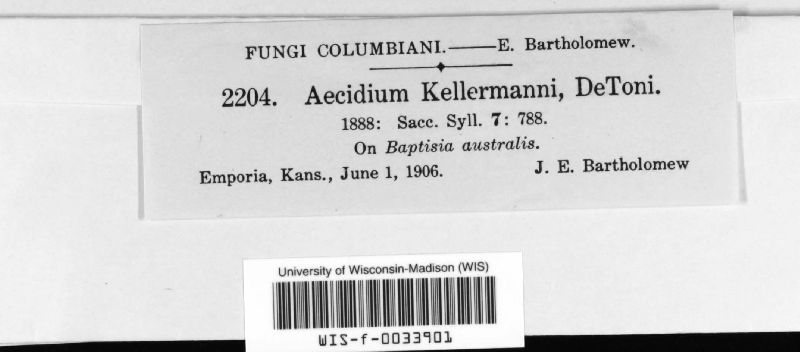 FUNGI COLUMBIANI.——E. Bartholomew.
2204. Aecidium Kellermanni, DeToni.
1888: Sacc. Syll. 7: 788.
On Baptisia australis.
Emporia, Kans., June 1, 1906. J. E. Bartholomew
University of Wisconsin-Madison (WIS)
WIS-f-0033901